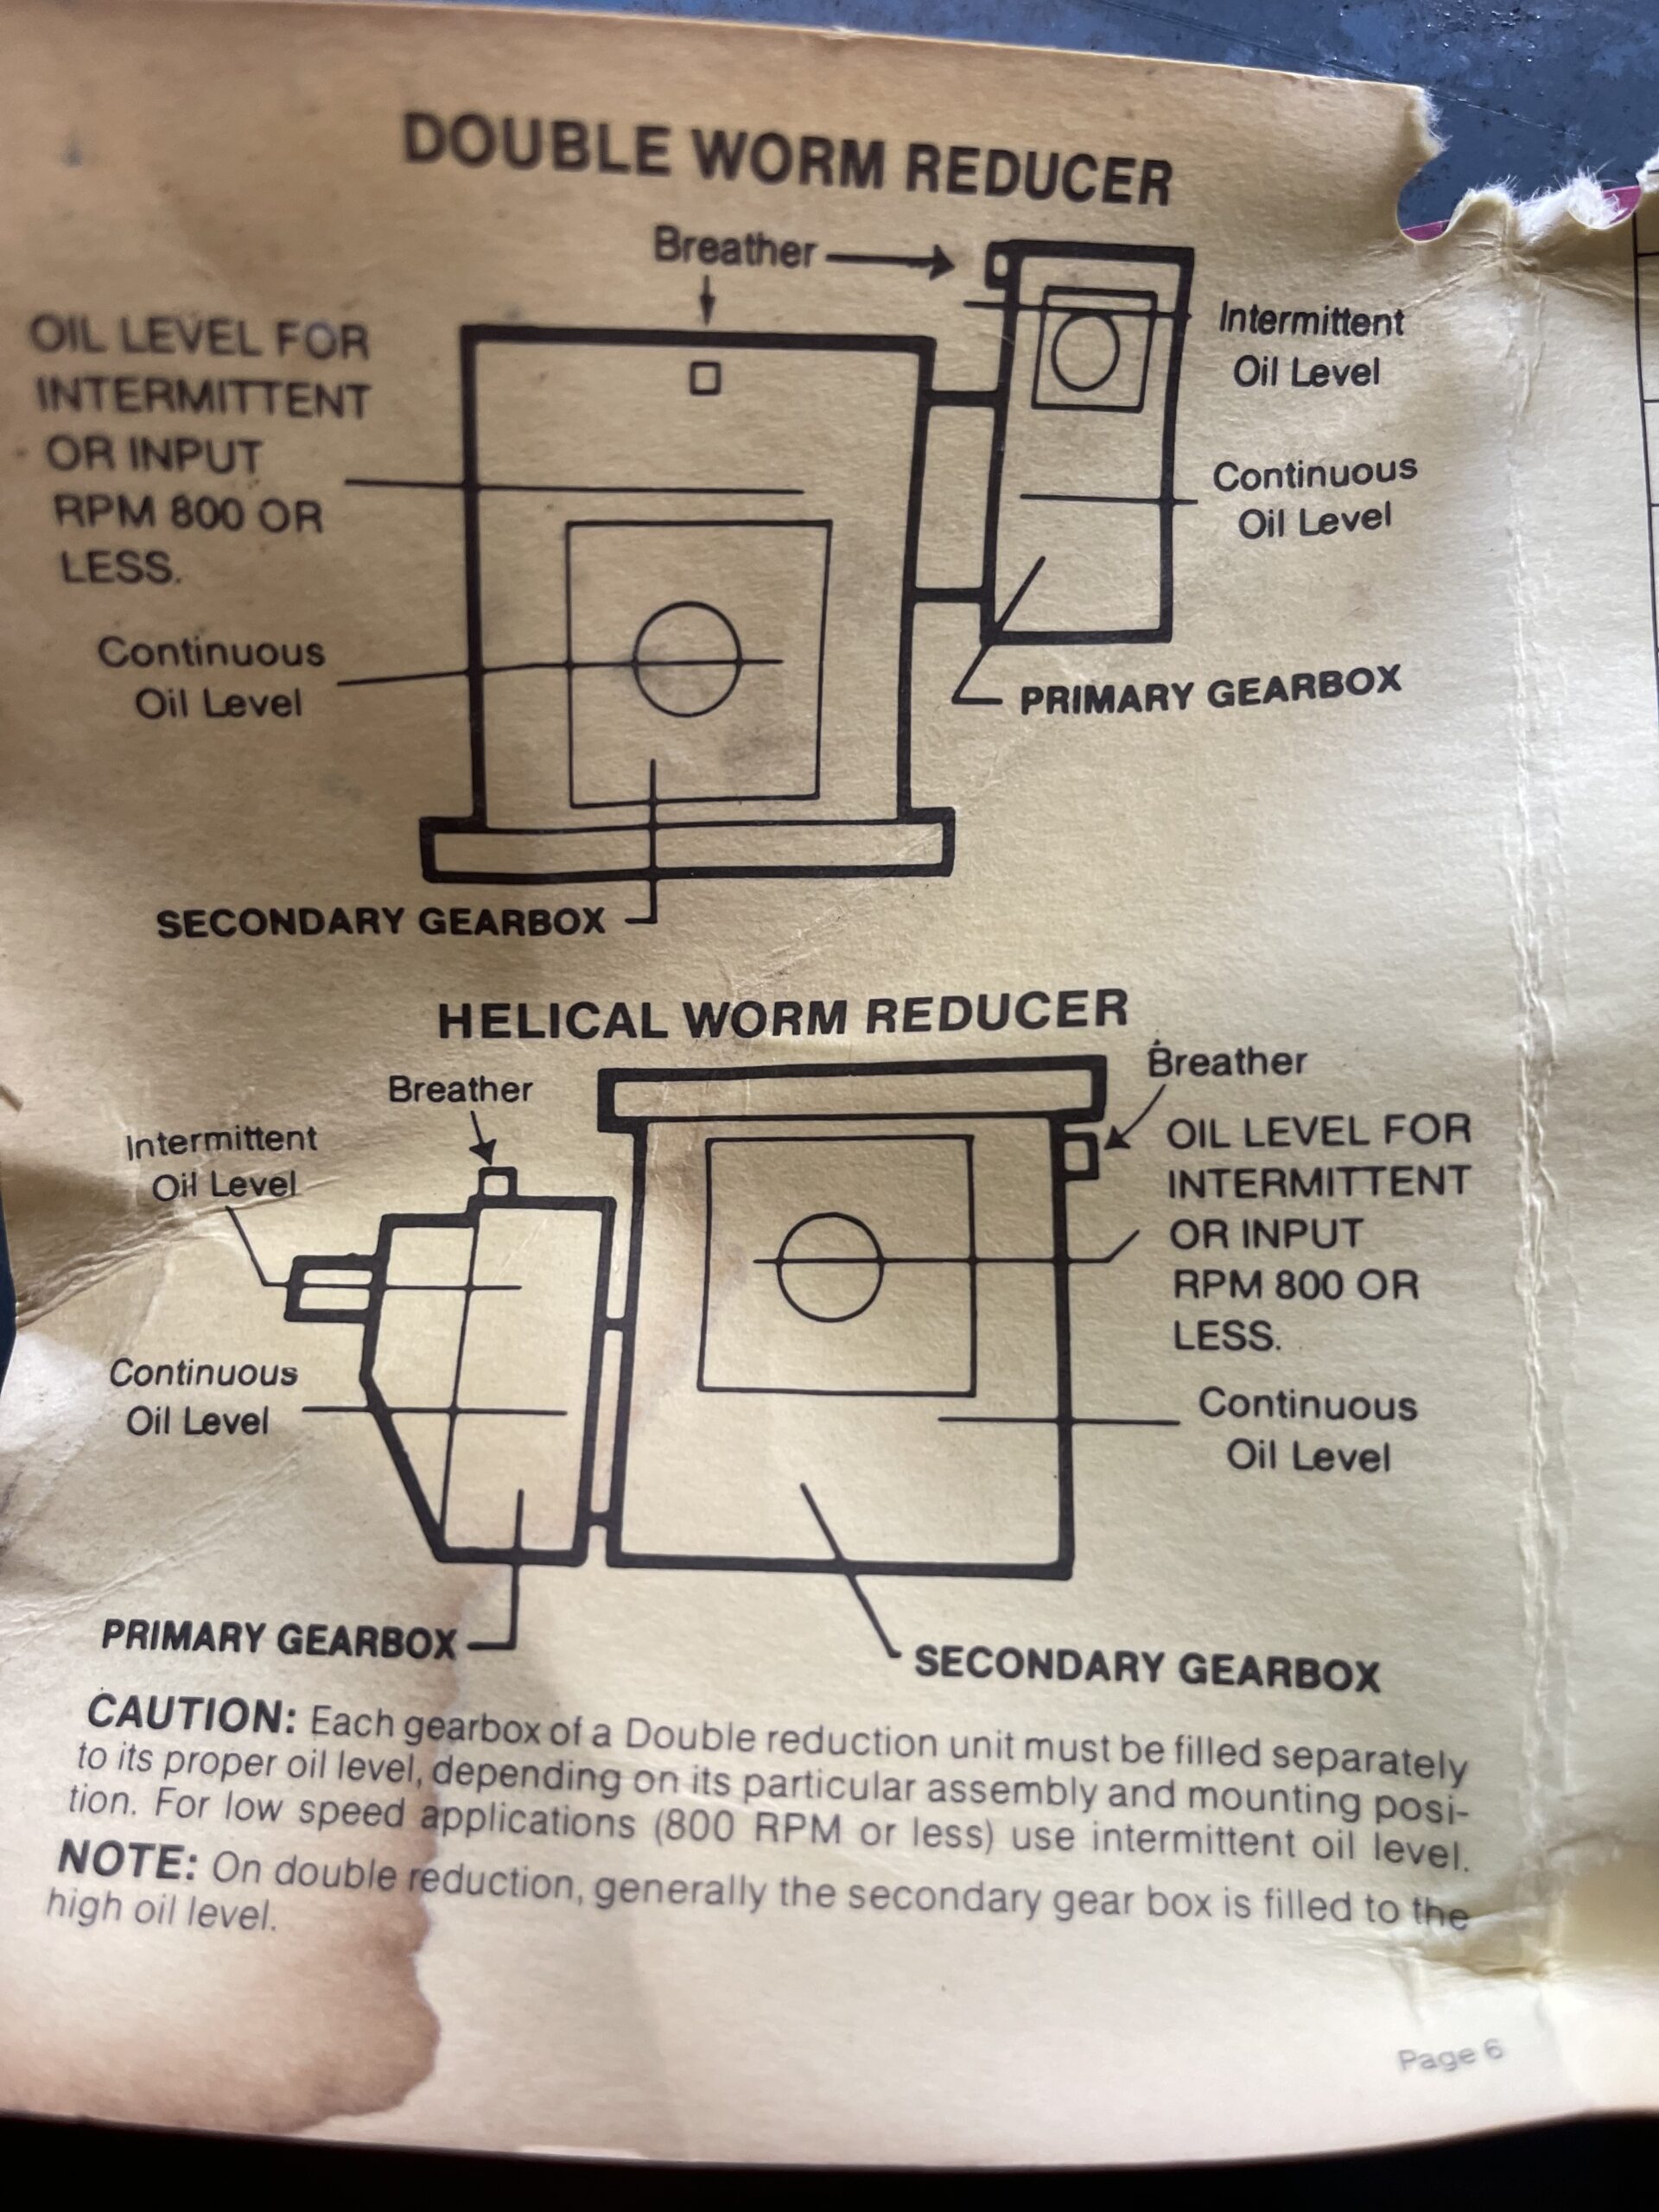 DOUBLE WORM REDUCER
Breather
OIL LEVEL FOR
INTERMITTENT
OR INPUT
RPM 800 OR
LESS.
Intermittent
Oil Level
Continuous
Oil Level
Continuous
Oil Level
PRIMARY GEARBOX
SECONDARY GEARBOX
HELICAL WORM REDUCER
Breather
Breather
Intermittent
Oil Level
OIL LEVEL FOR
INTERMITTENT
OR INPUT
RPM 800 OR
LESS.
Continuous
Oil Level
Continuous
Oil Level
PRIMARY GEARBOX
SECONDARY GEARBOX
CAUTION: Each gearbox of a Double reduction unit must be filled separately
to its proper oil level, depending on its particular assembly and mounting posi-
tion. For low speed applications (800 RPM or less) use intermittent oil level.
NOTE: On double reduction, generally the secondary gear box is filled to the
high oil level.
Page 6